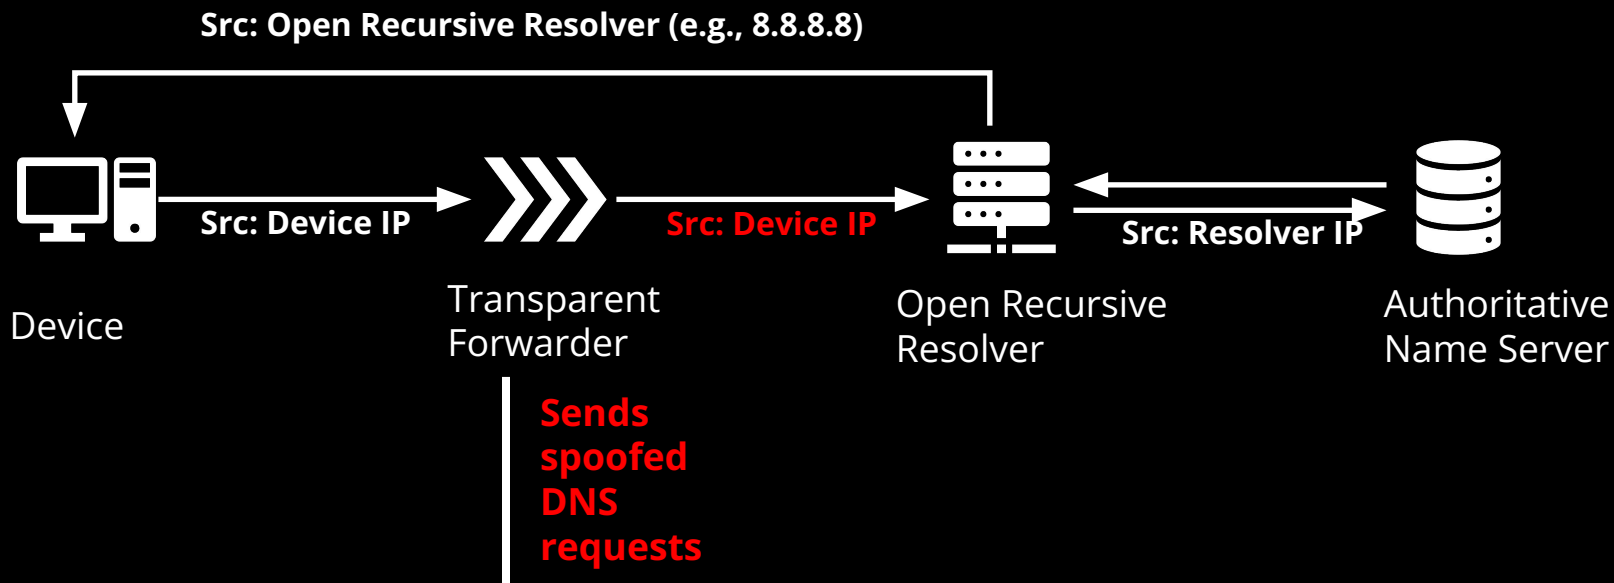 Src: Open Recursive Resolver (e.g., 8.8.8.8)
Src: Device IP
Src: Device IP
Src: Resolver IP
Device
Transparent
Forwarder
Open Recursive
Resolver
Authoritative
Name Server
Sends
spoofed
DNS
requests